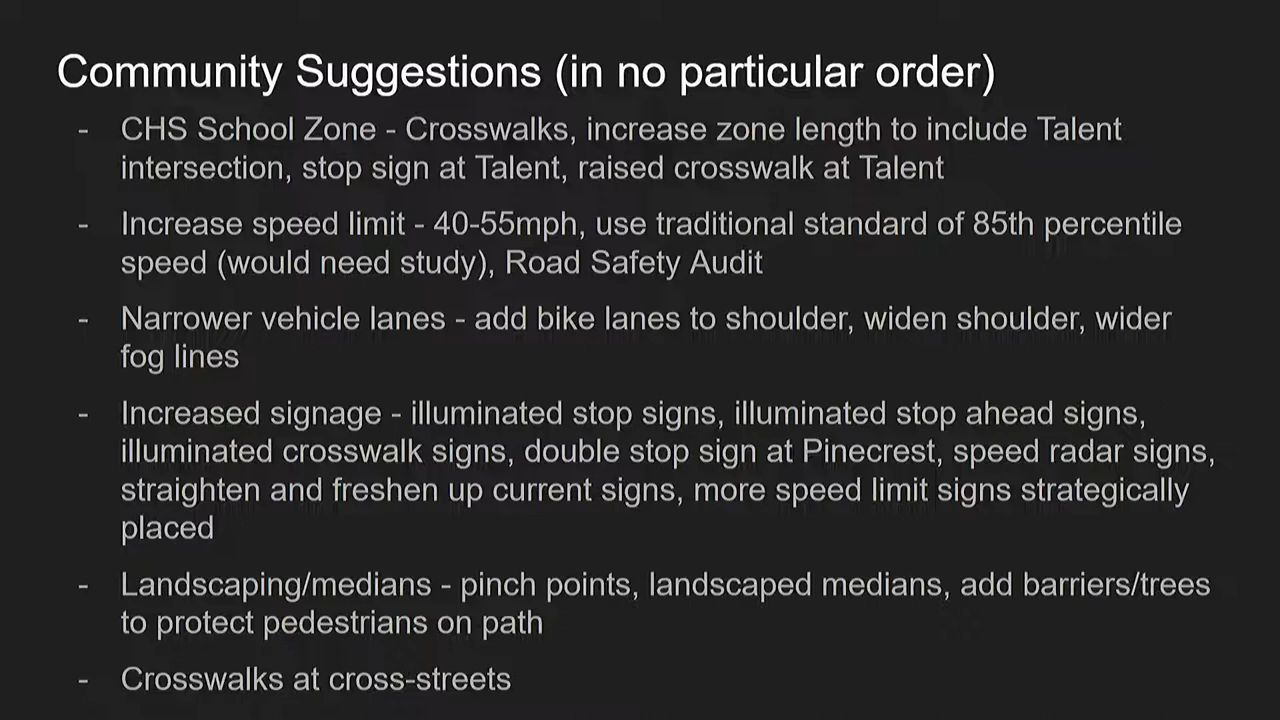 Community Suggestions (in no particular order)
- CHS School Zone - Crosswalks, increase zone length to include Talent
intersection, stop sign at Talent, raised crosswalk at Talent
- Increase speed limit - 40-55mph, use traditional standard of 85th percentile
speed (would need study), Road Safety Audit
- Narrower vehicle lanes - add bike lanes to shoulder, widen shoulder, wider
fog lines
- Increased signage - illuminated stop signs, illuminated stop ahead signs,
illuminated crosswalk signs, double stop sign at Pinecrest, speed radar signs,
straighten and freshen up current signs, more speed limit signs strategically
placed
- Landscaping/medians - pinch points, landscaped medians, add barriers/trees
to protect pedestrians on path
- Crosswalks at cross-streets